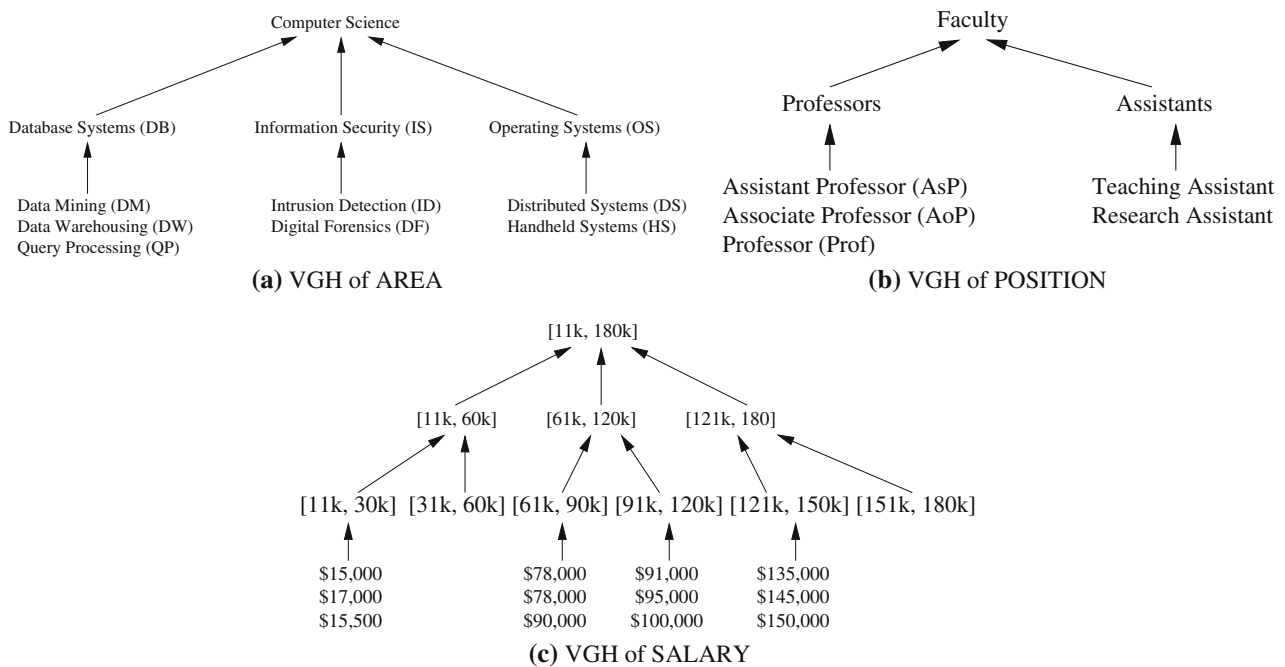 Computer Science
Database Systems (DB)
Information Security (IS)
Operating Systems (OS)
Data Mining (DM)
Data Warehousing (DW)
Query Processing (QP)
Intrusion Detection (ID)
Digital Forensics (DF)
Distributed Systems (DS)
Handheld Systems (HS)
(a) VGH of AREA
Faculty
Professors
Assistants
Assistant Professor (AsP)
Associate Professor (AoP)
Professor (Prof)
Teaching Assistant
Research Assistant
(b) VGH of POSITION
[11k, 180k]
[11k, 60k]
[61k, 120k]
[121k, 180]
[11k, 30k]
[31k, 60k]
[61k, 90k]
[91k, 120k]
[121k, 150k]
[151k, 180k]
$15,000
$17,000
$15,500
$78,000
$78,000
$90,000
$91,000
$95,000
$100,000
$135,000
$145,000
$150,000
(c) VGH of SALARY